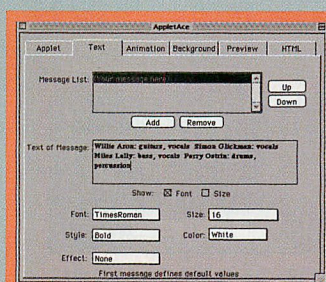 AppletAce
Applet Text Animation Background Preview HTML
Message List: (Your message here)
Up
Down
Add Remove
Text of Message: Willie Aron: guitars, vocals Simon Glickman: vocals
Miles Lally: bass, vocals Perry Ostrin: drums,
percussion
Show: Font Size
Font: TimesRoman Size: 16
Style: Bold Color: White
Effect: None
First message defines default values